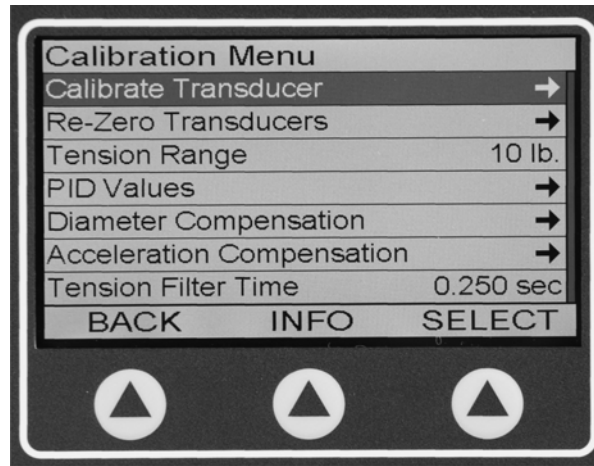 Calibration Menu
Calibrate Transducer →
Re-Zero Transducers →
Tension Range 10 lb.
PID Values →
Diameter Compensation →
Acceleration Compensation →
Tension Filter Time 0.250 sec
BACK INFO SELECT